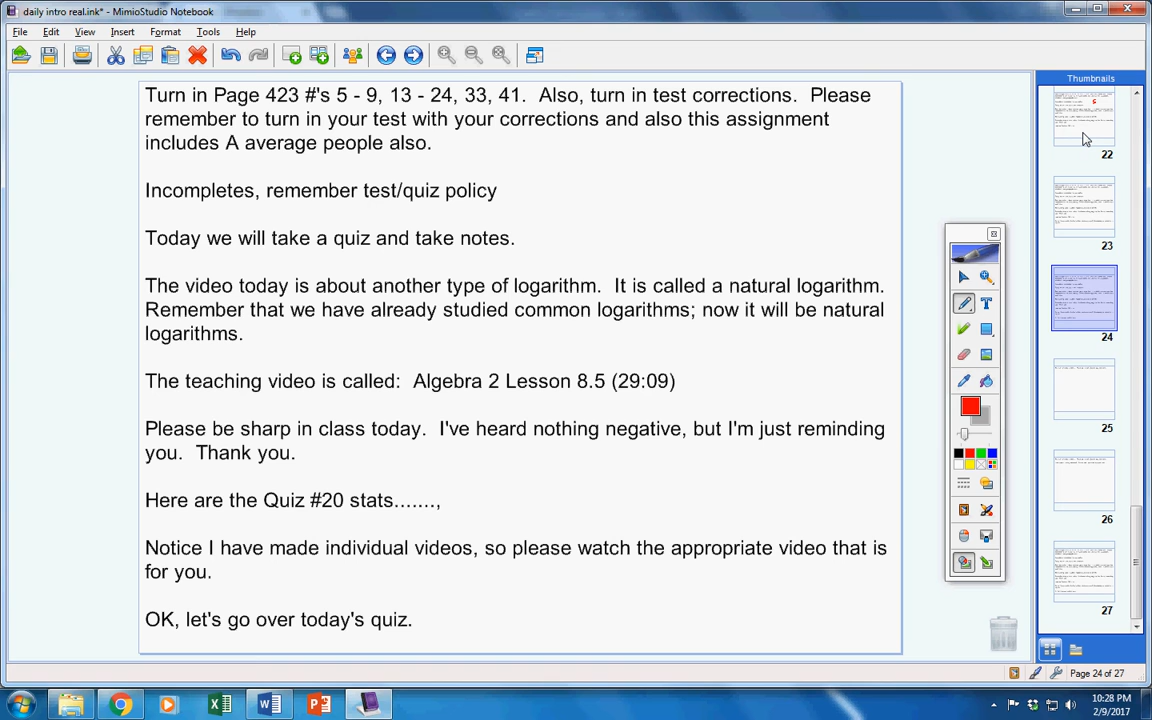 daily intro real.ink* - MimioStudio Notebook
File Edit View Insert Format Tools Help
Turn in Page 423 #'s 5 - 9, 13 - 24, 33, 41.  Also, turn in test corrections.  Please
remember to turn in your test with your corrections and also this assignment
includes A average people also.
Incompletes, remember test/quiz policy
Today we will take a quiz and take notes.
The video today is about another type of logarithm.  It is called a natural logarithm.
Remember that we have already studied common logarithms; now it will be natural
logarithms.
The teaching video is called:  Algebra 2 Lesson 8.5 (29:09)
Please be sharp in class today.  I've heard nothing negative, but I'm just reminding
you.  Thank you.
Here are the Quiz #20 stats.......,
Notice I have made individual videos, so please watch the appropriate video that is
for you.
OK, let's go over today's quiz.
Thumbnails
22
23
24
25
26
27
Page 24 of 27
10:28 PM
2/9/2017